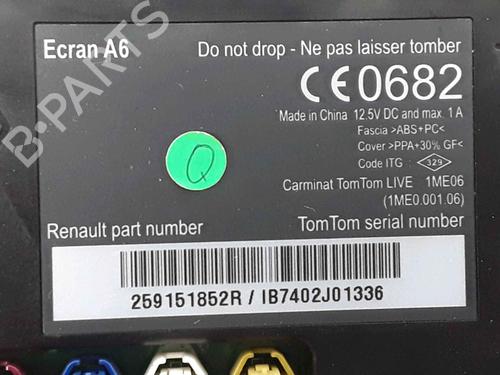 Ecran A6
Do not drop - Ne pas laisser tomber
CE0682
Made in China 12.5V DC and max. 1 A
Fascia >ABS+PC<
Cover >PPA+30% GF<
Code ITG 329
Q
Carminat TomTom LIVE 1ME06
(1ME0.001.06)
Renault part number
TomTom serial number
259151852R / IB7402J01336
B-PARTS
B-PARTS